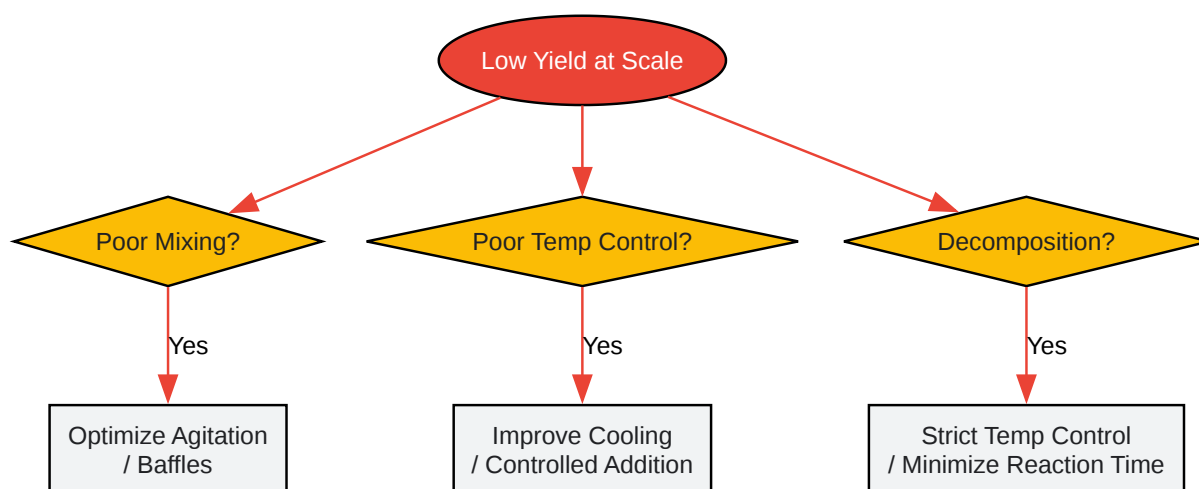 Low Yield at Scale
Poor Mixing?
Poor Temp Control?
Decomposition?
Yes
Yes
Yes
Optimize Agitation
/ Baffles
Improve Cooling
/ Controlled Addition
Strict Temp Control
/ Minimize Reaction Time